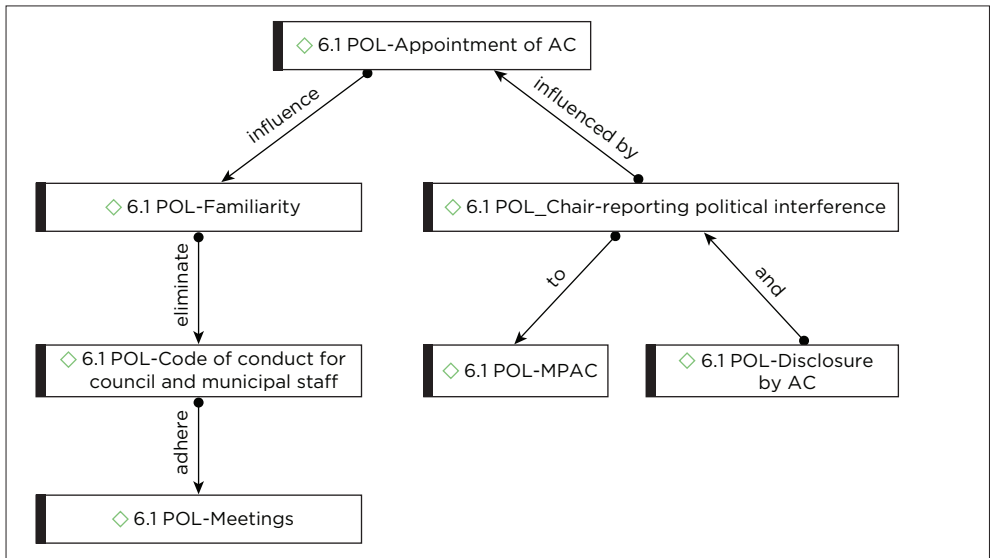 6.1 POL-Appointment of AC
influence
influenced by
6.1 POL-Familiarity
6.1 POL_Chair-reporting political interference
eliminate
to
and
6.1 POL-Code of conduct for
council and municipal staff
6.1 POL-MPAC
6.1 POL-Disclosure
by AC
adhere
6.1 POL-Meetings